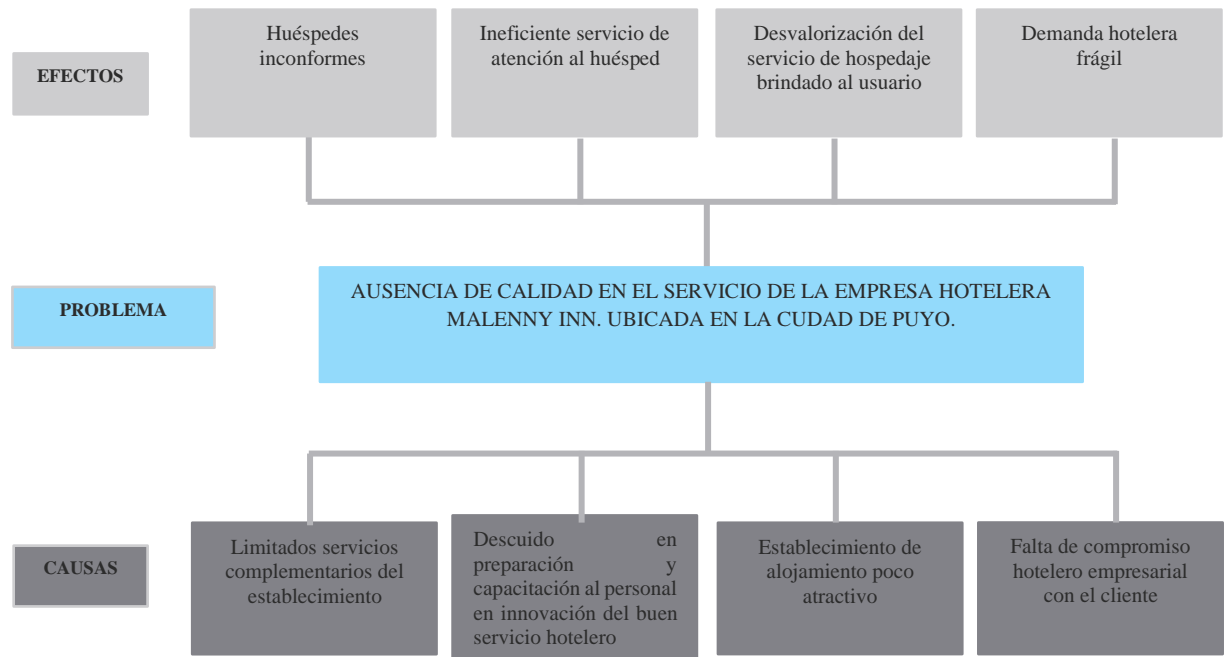 Huéspedes
inconformes
Ineficiente servicio de
atención al huésped
Desvalorización del
servicio de hospedaje
brindado al usuario
Demanda hotelera
frágil
EFECTOS
PROBLEMA
AUSENCIA DE CALIDAD EN EL SERVICIO DE LA EMPRESA HOTELERA
MALENNY INN. UBICADA EN LA CUDAD DE PUYO.
CAUSAS
Limitados servicios
complementarios del
establecimiento
Descuido en
preparación y
capacitación al personal
en innovación del buen
servicio hotelero
Establecimiento de
alojamiento poco
atractivo
Falta de compromiso
hotelero empresarial
con el cliente